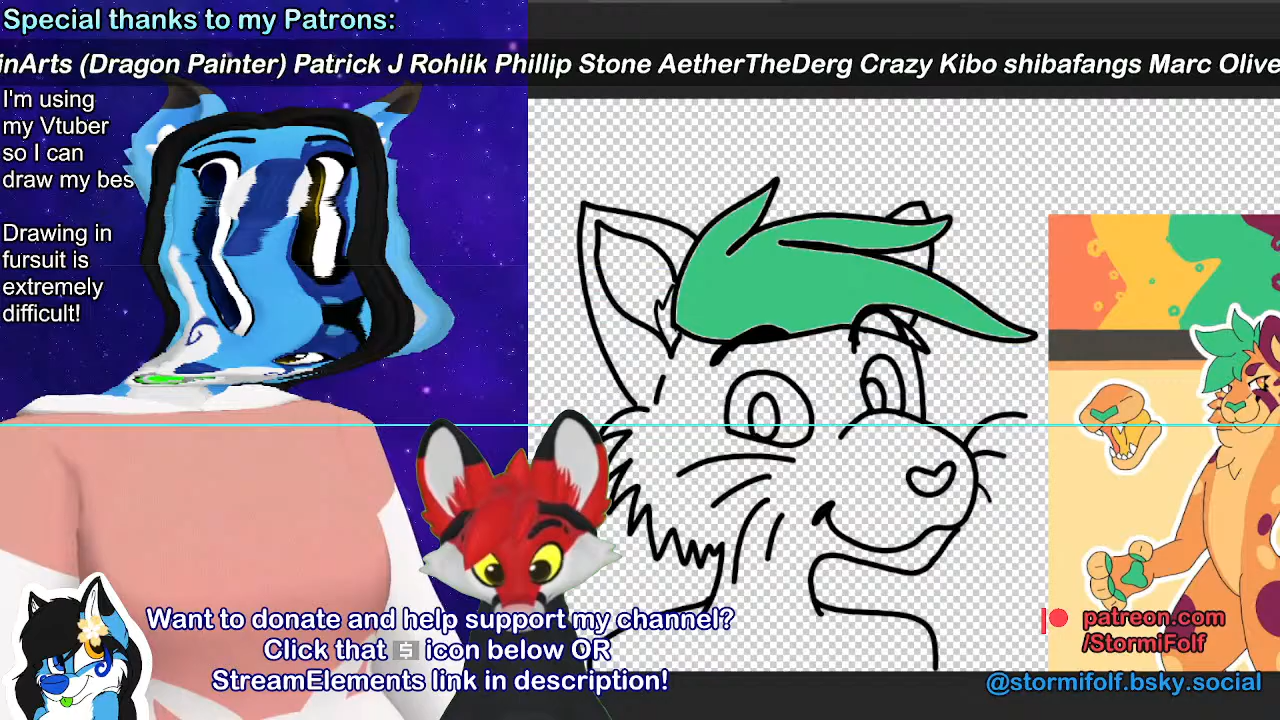 Special thanks to my Patrons:
inArts (Dragon Painter) Patrick J Rohlik Phillip Stone AetherTheDerg Crazy Kibo shibafangs Marc Olive
I'm using
my Vtuber
so I can
draw my bes
Drawing in
fursuit is
extremely
difficult!
Want to donate and help support my channel?
Click that $ icon below OR
StreamElements link in description!
patreon.com
/StormiFolf
@stormifolf.bsky.social